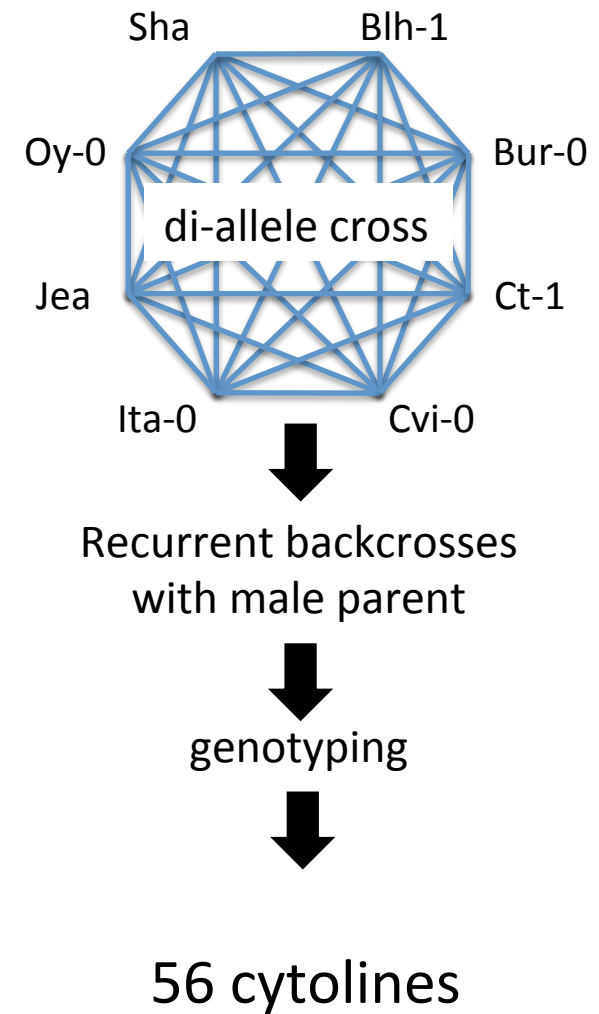 Sha Blh-1
Oy-0 Bur-0
di-allele cross
Jea Ct-1
Ita-0 Cvi-0
Recurrent backcrosses
with male parent
genotyping
56 cytolines